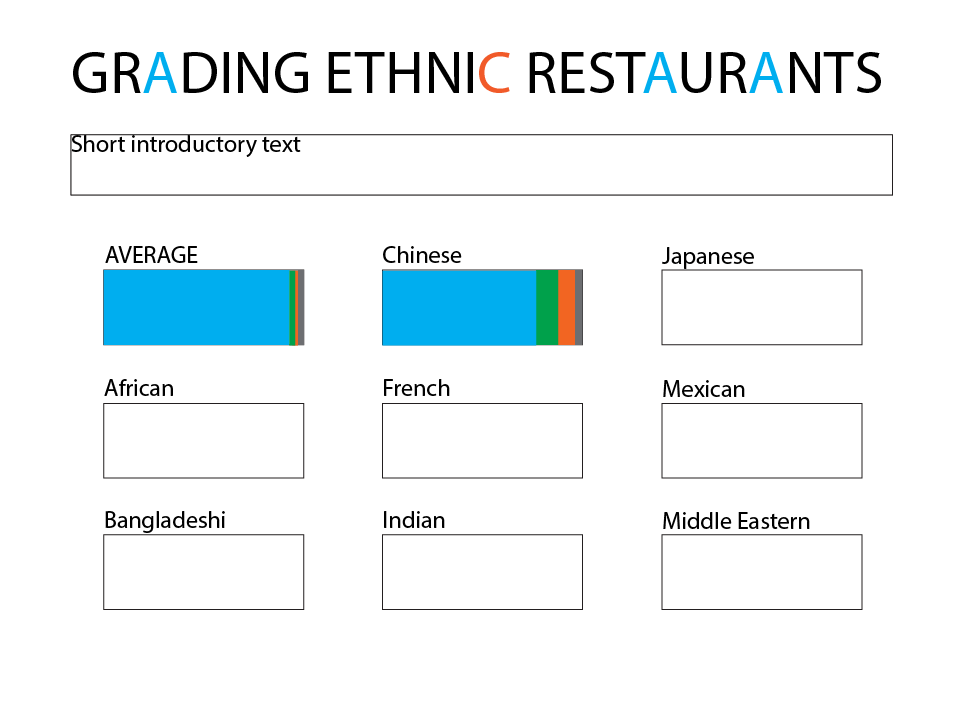 GRADING ETHNIC RESTAURANTS
Short introductory text
AVERAGE
Chinese
Japanese
African
French
Mexican
Bangladeshi
Indian
Middle Eastern